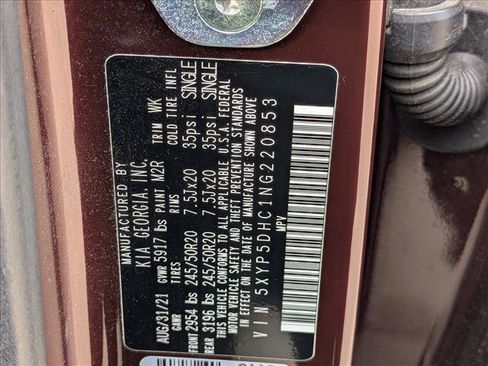 MANUFACTURED BY
KIA GEORGIA, INC.
AUG/31/21 GVWR 5917 lbs PAINT M2R TRIM WK
GAWR TIRES RIMS COLD TIRE INFL
FRONT 2954 lbs 245/50R20 7.5Jx20 35psi SINGLE
REAR 3196 lbs 245/50R20 7.5Jx20 35psi SINGLE
THIS VEHICLE CONFORMS TO ALL APPLICABLE U.S.A. FEDERAL
MOTOR VEHICLE SAFETY AND THEFT PREVENTION STANDARDS
IN EFFECT ON THE DATE OF MANUFACTURE SHOWN ABOVE
VIN 5XYP5DHC1NG220853
MPV